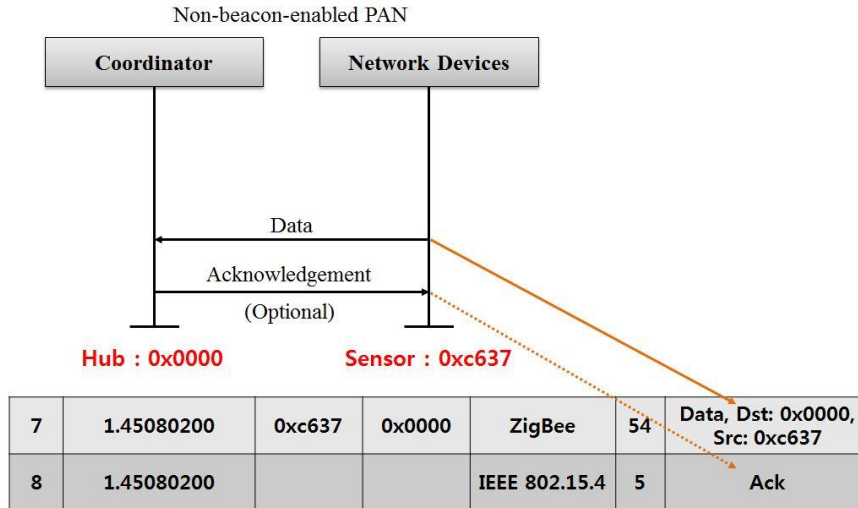 Non-beacon-enabled PAN
Coordinator
Network Devices
Data
Acknowledgement
(Optional)
Hub : 0x0000
Sensor : 0xc637
7 1.45080200 0xc637 0x0000 ZigBee 54 Data, Dst: 0x0000,
Src: 0xc637
8 1.45080200 IEEE 802.15.4 5 Ack